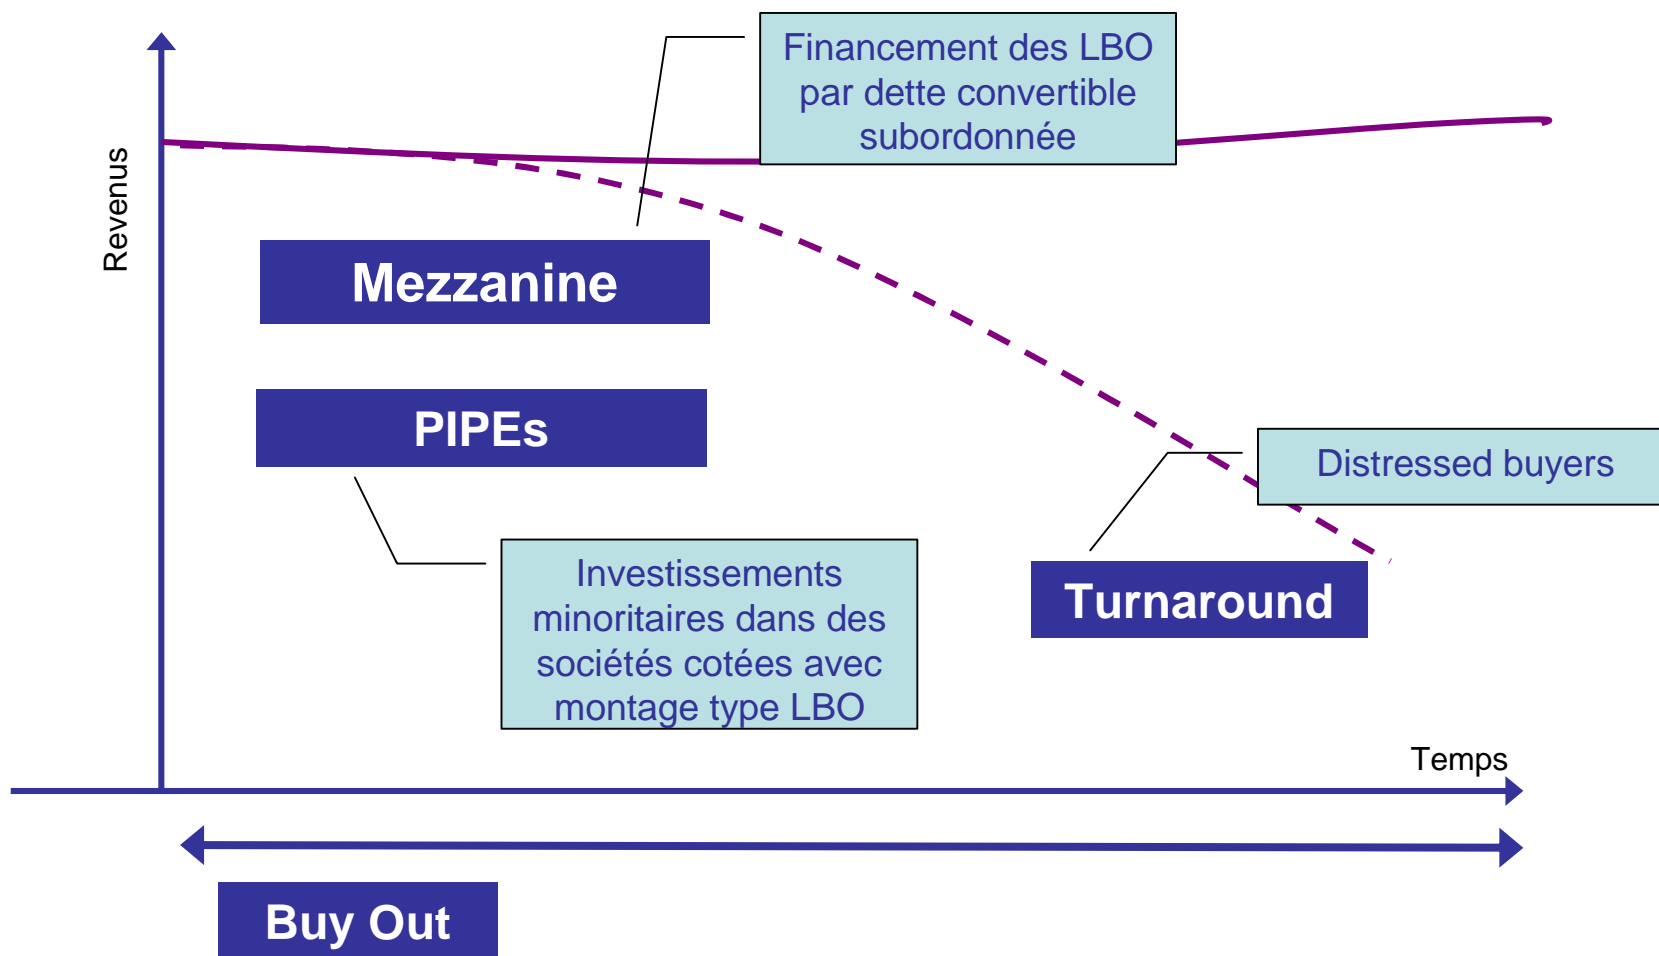 Financement des LBO
par dette convertible
subordonnée
Revenus
Mezzanine
PIPEs
Distressed buyers
Investissements
minoritaires dans des
sociétés cotées avec
montage type LBO
Turnaround
Temps
Buy Out